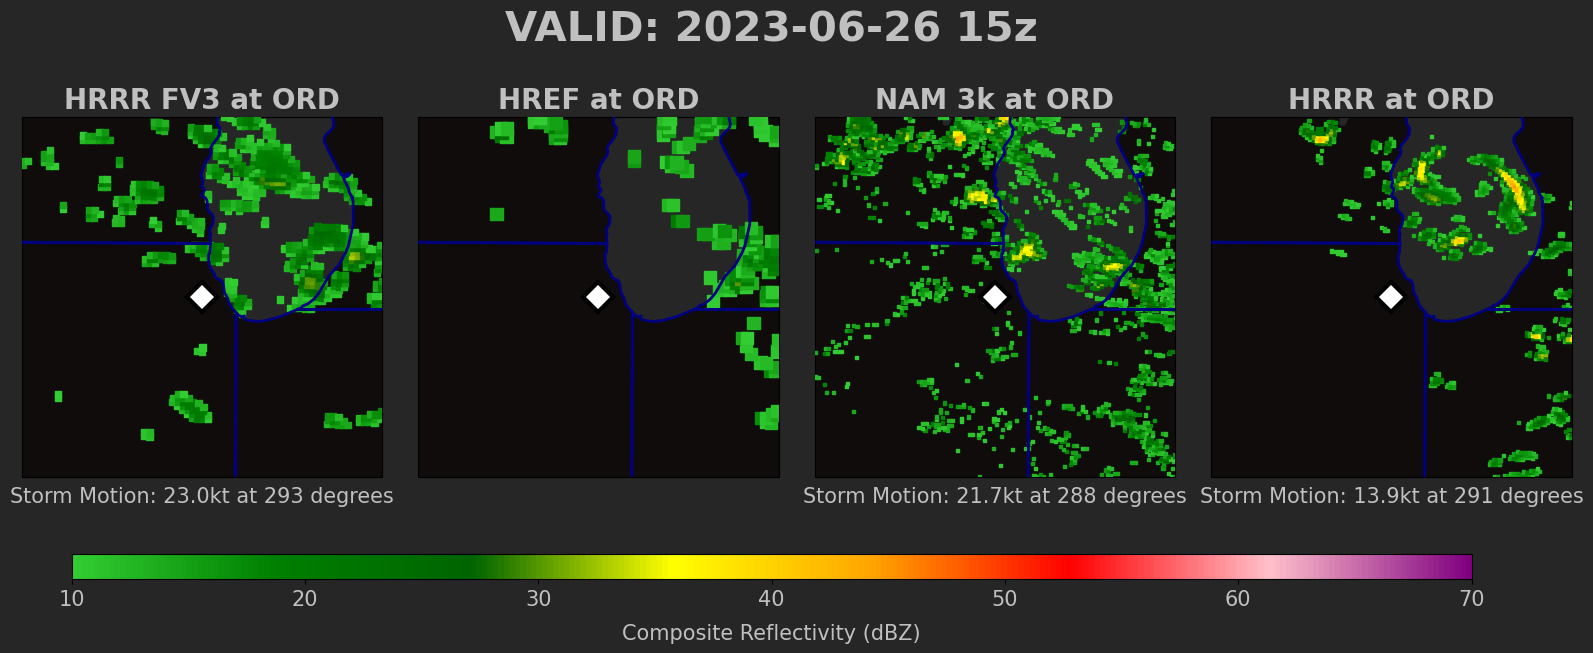 VALID: 2023-06-26 15z
HRRR FV3 at ORD
HREF at ORD
NAM 3k at ORD
HRRR at ORD
Storm Motion: 23.0kt at 293 degrees
Storm Motion: 21.7kt at 288 degrees
Storm Motion: 13.9kt at 291 degrees
10 20 30 40 50 60 70
Composite Reflectivity (dBZ)